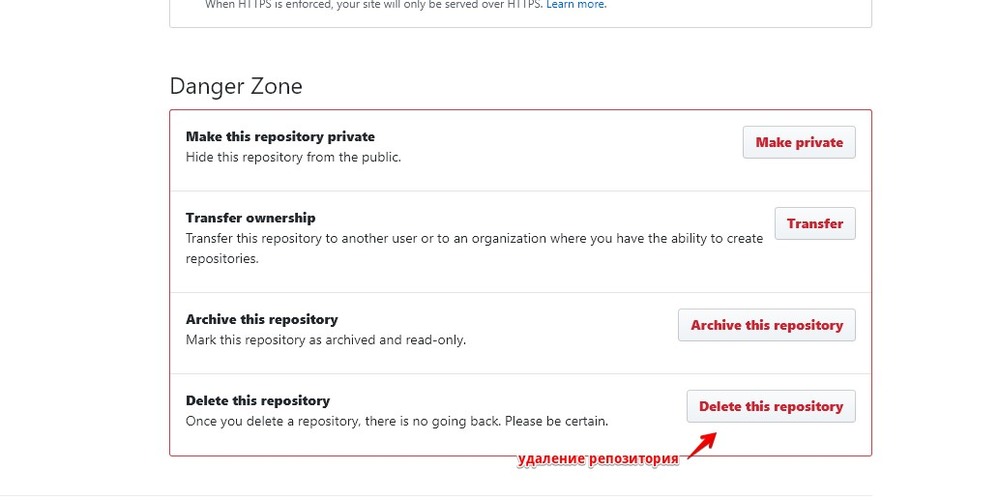 When HTTPS is enforced, your site will only be served over HTTPS. Learn more.
Danger Zone
Make this repository private
Hide this repository from the public.
Make private
Transfer ownership
Transfer this repository to another user or to an organization where you have the ability to create
repositories.
Transfer
Archive this repository
Mark this repository as archived and read-only.
Archive this repository
Delete this repository
Once you delete a repository, there is no going back. Please be certain.
Delete this repository
удаление репозитория